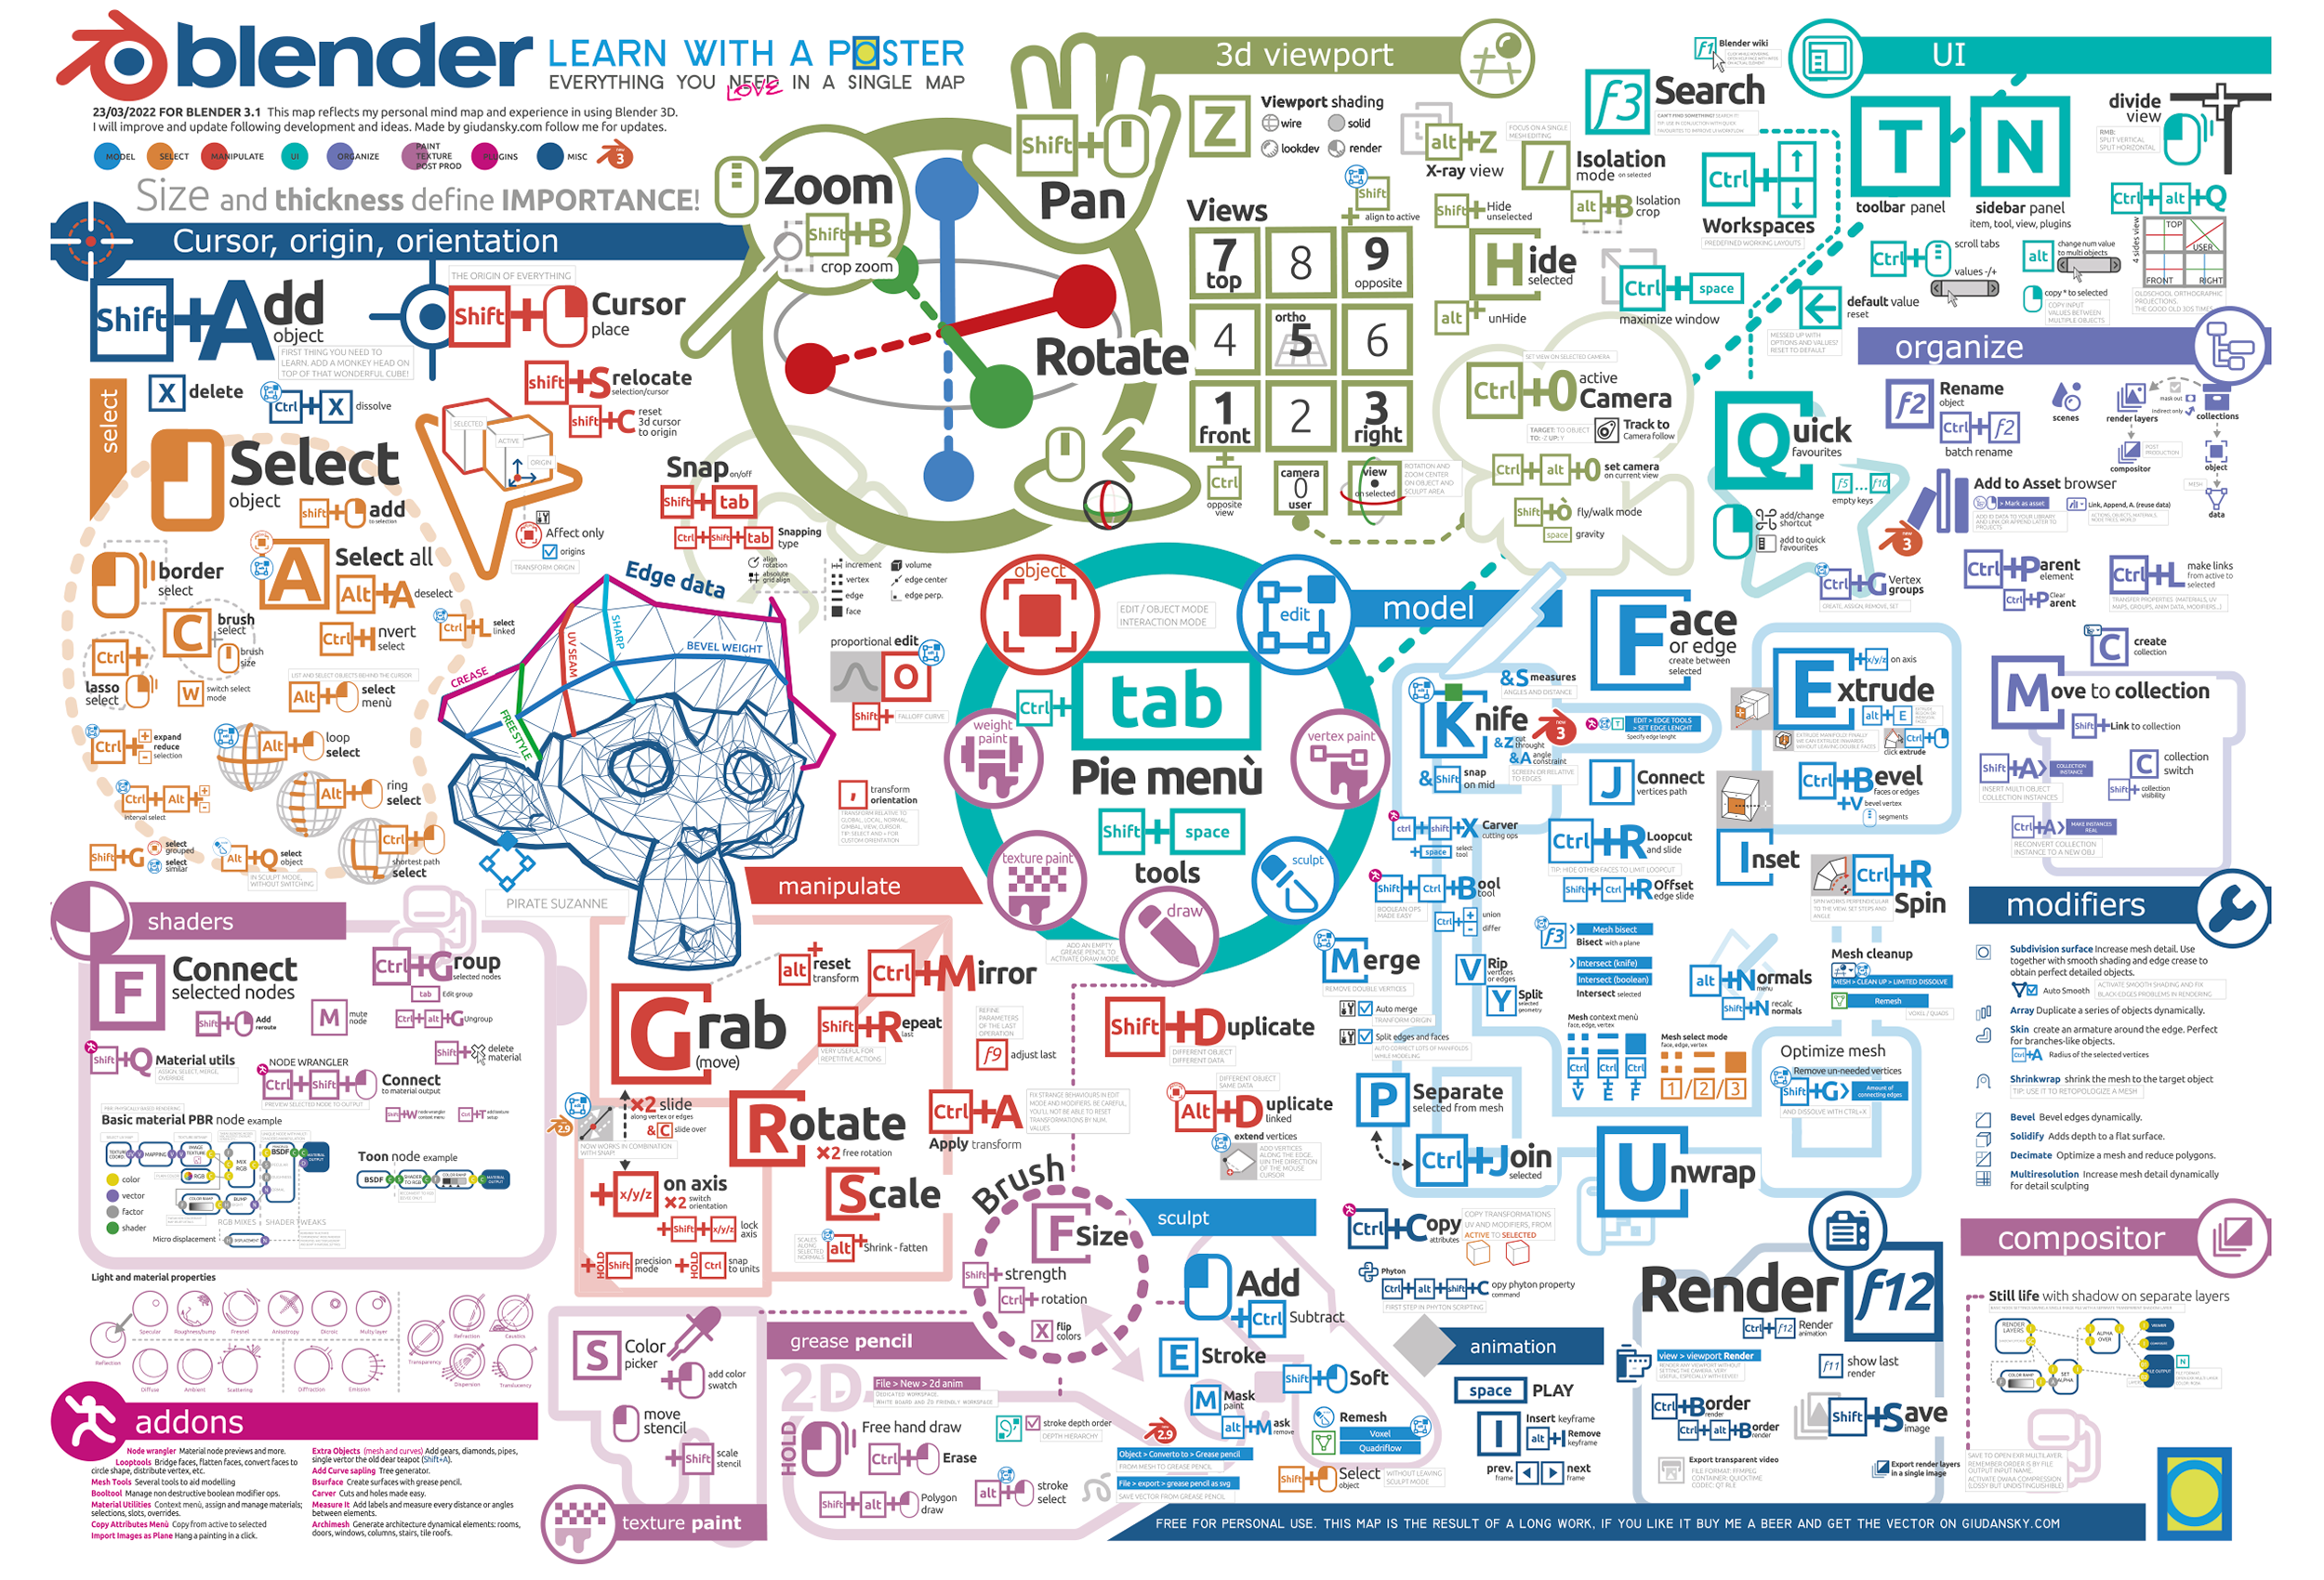 blender
LEARN WITH A POSTER
EVERYTHING YOU NEED IN A SINGLE MAP
LOVE
23/03/2022 FOR BLENDER 3.1 This map reflects my personal mind map and experience in using Blender 3D.
I will improve and update following development and ideas. Made by giudansky.com follow me for updates.
MODEL
SELECT
MANIPULATE
UI
ORGANIZE
PAINT
TEXTURE
POST PROD
PLUGINS
MISC
Size and thickness define IMPORTANCE!
Cursor, origin, orientation
Shift+Add
object
FIRST THING YOU NEED TO
LEARN. ADD A MONKEY HEAD ON
TOP OF THAT WONDERFUL CUBE!
THE ORIGIN OF EVERYTHING
Shift+ Cursor
place
X delete
Ctrl+X dissolve
shift+S relocate
selection/cursor
shift+C reset
3d cursor
to origin
SELECTED
ACTIVE
ORIGIN
Affect only
origins
TRANSFORM ORIGIN
select
Select
object
shift+ add
to selection
border
select
A Select all
Alt+A deselect
C brush
select
brush
size
Ctrl+Hnvert
select
Ctrl+L select
linked
Ctrl+
lasso
select
W switch select
mode
LIST AND SELECT OBJECTS BEHIND THE CURSOR
Alt+ select
menù
Ctrl+ expand
reduce
selection
Alt+ loop
select
Ctrl+Alt+
interval select
Alt+ ring
select
Ctrl+
shortest path
select
Shift+G select
grouped
select
similar
Alt+Q select
object
IN SCULPT MODE,
WITHOUT SWITCHING
3d viewport
Zoom
Shift+B
crop zoom
Shift+
Pan
Rotate
Z Viewport shading
wire
solid
lookdev
render
alt+Z
X-ray view
FOCUS ON A SINGLE
MESH EDITING
/ Isolation
mode on selected
Shift
align to active
alt+B Isolation
crop
Views
7 top
8
9 opposite
4
ortho 5
6
1 front
2
3 right
Ctrl
opposite
view
camera
0
user
view
on selected
ROTATION AND
ZOOM CENTER
ON OBJECT AND
SCULPT AREA
Shift+ Hide
unselected
Hide
selected
alt+ unHide
SET VIEW ON SELECTED CAMERA
Ctrl+0 active
Camera
TARGET: TO OBJECT
TO: -Z UP: Y
Track to
Camera follow
Ctrl+alt+0 set camera
on current view
Shift+ò fly/walk mode
space gravity
UI
f1 Blender wiki
f3 Search
CAN'T FIND SOMETHING? SEARCH IT!
Ctrl+
Workspaces
PREDEFINED WORKING LAYOUTS
T
toolbar panel
N
sidebar panel
item, tool, view, plugins
divide
view
RMB:
SPLIT VERTICAL
SPLIT HORIZONTAL
Ctrl+alt+Q
4 sides view
TOP
USER
FRONT
RIGHT
OLDSCHOOL ORTHOGRAPHIC
PROJECTIONS.
THE GOOD OLD 3DS TIMES
Ctrl+ scroll tabs
values -/+
alt change num value
to multi objects
copy * to selected
COPY INPUT
VALUES BETWEEN
MULTIPLE OBJECTS
Ctrl+space
maximize window
default value
reset
MESSED UP WITH
OPTIONS AND VALUES?
RESET TO DEFAULT
Quick
favourites
f5 ... f10
empty keys
add/change
shortcut
add to quick
favourites
organize
f2 Rename
object
Ctrl+f2
batch rename
scenes
render layers
mask out
indirect only
collections
compositor
POST
PRODUCTION
object
MESH
data
Add to Asset browser
> Mark as asset
Link, Append, A. (reuse data)
new
3
Ctrl+G Vertex
groups
CREATE, ASSIGN, REMOVE, SET
Ctrl+Parent
element
Ctrl+P Clear
Parent
Ctrl+L make links
from active to
selected
TRANSFER PROPERTIES (MATERIALS, UV
MAPS, GROUPS, ANIM DATA, MODIFIERS...)
C create
collection
Move to collection
Shift+Link to collection
Shift+A> COLLECTION
INSTANCE
INSERT MULTI OBJECT
COLLECTION INSTANCES
C collection
switch
Shift+ collection
visibility
Ctrl+A> MAKE INSTANCES
REAL
RECONVERT COLLECTION
INSTANCE TO A NEW OBJ
Snap on/off
Shift+tab
Ctrl+Shift+tab Snapping
type
align
rotation
absolute
grid align
increment
vertex
edge
face
volume
edge center
edge perp.
Edge data
CREASE
UV SEAM
SHARP
BEVEL WEIGHT
FREESTYLE
PIRATE SUZANNE
proportional edit
O
Shift+ FALLOFF CURVE
, transform
orientation
TRANSFORM RELATIVE TO
GLOBAL, LOCAL, NORMAL,
GIMBAL, VIEW, CURSOR.
TIP: SELECT AND + FOR
CUSTOM ORIENTATION
object
edit
EDIT / OBJECT MODE
INTERACTION MODE
Ctrl+ tab
Pie menù
Shift+space
tools
weight
paint
vertex paint
texture paint
sculpt
draw
ADD AN EMPTY
GREASE PENCIL TO
ACTIVATE DRAW MODE
model
Face
or edge
create between
selected
&S measures
ANGLES AND DISTANCE
Knife
new
3
&Z cut
throught
&A angle
constraint
&Shift snap
on mid
SCREEN OR RELATIVE
TO EDGES
EDIT > EDGE TOOLS
> SET EDGE LENGHT
Specify edge lenght
J Connect
vertices path
Extrude
x/y/z on axis
alt+E
EXTRUDE MANIFOLD! FINALLY
WE CAN EXTRUDE INWARDS
WITHOUT LEAVING DOUBLE FACES
click extrude
Ctrl+
Ctrl+Bevel
faces or edges
+V bevel vertex
segments
Inset
ctrl+shift+X Carver
cutting ops
+space select
tool
Ctrl+R Loopcut
and slide
TIP: HIDE OTHER FACES TO LIMIT LOOPCUT
Shift+Ctrl+R Offset
edge slide
Shift+Ctrl+Bool
tool
BOOLEAN OPS
MADE EASY
Ctrl+ union
differ
Ctrl+R
Spin
SPIN WORKS PERPENDICULAR
TO THE VIEW. SET STEPS AND
ANGLE
f3 > Mesh bisect
Bisect with a plane
> Intersect (knife)
Intersect (boolean)
Intersect selected
Merge
REMOVE DOUBLE VERTICES
Auto merge
TRANFORM ORIGIN
Split edges and faces
AUTO CORRECT LOTS OF MANIFOLDS
WHILE MODELING
V Rip
vertices
or edges
Y Split
selected
geometry
Mesh context menù
face, edge, vertex
Ctrl Ctrl Ctrl
+ + +
V E F
Mesh select mode
face, edge, vertex
1/2/3
alt+Normals
menu
Shift+N recalc
normals
Mesh cleanup
MESH > CLEAN UP > LIMITED DISSOLVE
Remesh
VOXEL / QUADS
Optimize mesh
Remove un-needed vertices
Shift+G> Amount of
connecting edges
AND DISSOLVE WITH CTRL+X
P Separate
selected from mesh
Ctrl+Join
selected
Unwrap
Ctrl+Copy
attributes
COPY TRANSFORMATIONS
UV AND MODIFIERS, FROM
ACTIVE TO SELECTED
Phyton
Ctrl+alt+shift+C opy phyton property
command
FIRST STEP IN PHYTON SCRIPTING
modifiers
Subdivision surface Increase mesh detail. Use
together with smooth shading and edge crease to
obtain perfect detailed objects.
Auto Smooth
ACTIVATE SMOOTH SHADING AND FIX
BLACK EDGES PROBLEMS IN RENDERING
Array Duplicate a series of objects dynamically.
Skin create an armature around the edge. Perfect
for branches-like objects.
Ctrl+A Radius of the selected vertices
Shrinkwrap shrink the mesh to the target object
TIP: USE IT TO RETOPOLOGIZE A MESH
Bevel Bevel edges dynamically.
Solidify Adds depth to a flat surface.
Decimate Optimize a mesh and reduce polygons.
Multiresolution Increase mesh detail dynamically
for detail sculpting
shaders
F Connect
selected nodes
Ctrl+Group
selected nodes
tab Edit group
Shift+ Add
reroute
M mute
node
Ctrl+alt+G Ungroup
Shift+Q Material utils
ASSIGN, SELECT, MERGE,
OVERRIDE
Shift+ delete
material
NODE WRANGLER
Ctrl+Shift+ Connect
to material output
PREVIEW SELECTED NODE TO OUTPUT
Basic material PBR node example
Toon node example
color
vector
factor
shader
RGB MIXES
SHADER TWEAKS
Micro displacement
DISPLACEMENT
Light and material properties
Reflection
Specular
Roughness/bump
Fresnel
Anisotropy
Dicroic
Multy layer
Diffuse
Ambient
Scattering
Diffraction
Emission
Transparency
Refraction
Caustics
Dispersion
Translucency
addons
Node wrangler Material node previews and more.
Looptools Bridge faces, flatten faces, convert faces to
circle shape, distribute vertex, etc.
Mesh Tools Several tools to aid modelling
Booltool Manage non destructive boolean modifier ops.
Material Utilities Context menù, assign and manage materials;
selections, slots, overrides.
Copy Attributes Menù Copy from active to selected
Import Images as Plane Hang a painting in a click.
Extra Objects (mesh and curves) Add gears, diamonds, pipes,
single vertor the old dear teapot (Shift+A).
Add Curve sapling Tree generator.
Bsurface Create surfaces with grease pencil.
Carver Cuts and holes made easy.
Measure It Add labels and measure every distance or angles
between elements.
Archimesh Generate architecture dynamical elements: rooms,
doors, windows, columns, stairs, tile roofs.
manipulate
Grab
(move)
alt+ reset
transform
Ctrl+Mirror
Shift+Repeat
last
VERY USEFUL FOR
REPETITIVE ACTIONS
REFINE
PARAMETERS
OF THE LAST
OPERATION
f9 adjust last
Shift+Duplicate
DIFFERENT OBJECT
DIFFERENT DATA
DIFFERENT OBJECT
SAME DATA
Alt+Duplicate
linked
extend vertices
ADD VERTICES
ALONG THE EDGE,
IN THE DIRECTION
OF THE MOUSE
CURSOR
2.9
×2 slide
along vertex or edges
&C slide over
NOW WORKS IN COMBINATION
WITH SNAP!
Rotate
×2 free rotation
Ctrl+A
Apply transform
FIX STRANGE BEHAVIOURS IN EDIT
MODE AND MODIFIERS. BE CAREFUL,
YOU'LL NOT BE ABLE TO RESET
TRANSFORMATIONS BY NUM.
VALUES
+x/y/z on axis
×2 switch
orientation
+Shift+x/y/z lock
axis
Scale
SCALES
ALONG
SELECTED
NORMALS
alt+ Shrink - fatten
+ HOLD Shift precision
mode
+ HOLD Ctrl snap
to units
Brush
F Size
Shift+ strength
Ctrl+ rotation
X flip
colors
S Color
picker
+ add color
swatch
move
stencil
+Shift scale
stencil
texture paint
grease pencil
2D
File > New > 2d anim
DEDICATED WORKSPACE.
WHITE BOARD AND 2D FRIENDLY WORKSPACE
HOLD
Free hand draw
Ctrl+ Erase
Shift+alt+ Polygon
draw
stroke depth order
DEPTH HIERARCHY
alt+ stroke
select
2.9
Object > Converto to > Grease pencil
FROM MESH TO GREASE PENCIL
File > export > grease pencil as svg
SAVE VECTOR FROM GREASE PENCIL
sculpt
Add
+Ctrl Subtract
E Stroke
Shift+ Soft
M Mask
paint
alt+Mask
remove
Remesh
Voxel
Quadriflow
Shift+ Select
object
WITHOUT LEAVING
SCULPT MODE
animation
space PLAY
I Insert keyframe
alt+I Remove
keyframe
prev.
frame
next
frame
Render f12
Ctrl+f12 Render
animation
view > viewport Render
f11 show last
render
Ctrl+Border
render
Ctrl+alt+Border
render
Shift+Save
image
Export transparent video
FILE FORMAT: FFMPEG
CONTAINER: QUICKTIME
CODEC: QT RLE
Export render layers
in a single image
compositor
Still life with shadow on separate layers
RENDER
LAYERS
ALPHA
OVER
SET
ALPHA
COLOR RAMP
FILE OUTPUT
N
SAVE TO OPEN EXR MULTILAYER.
REMEMBER ORDER IS BY FILE
OUTPUT INPUT NAME.
ACTIVATE DWAA COMPRESSION
(LOSSY BUT UNDISTINGUISHIBLE)
FREE FOR PERSONAL USE. THIS MAP IS THE RESULT OF A LONG WORK, IF YOU LIKE IT BUY ME A BEER AND GET THE VECTOR ON GIUDANSKY.COM